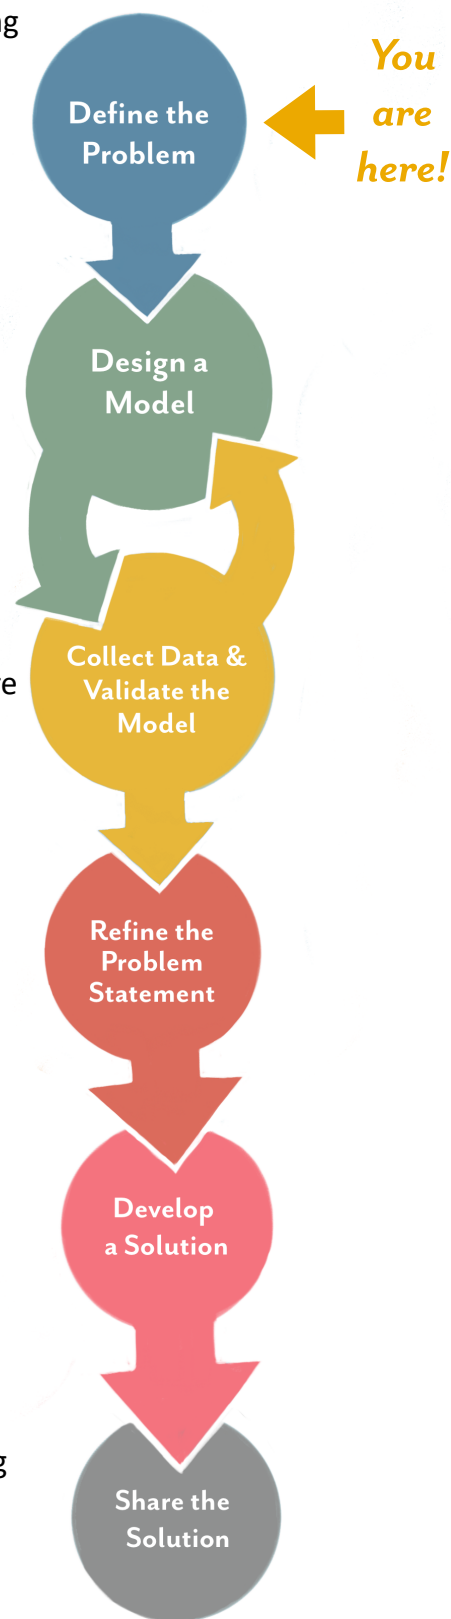 Define the
Problem
You
are
here!
Design a
Model
Collect Data &
Validate the
Model
Refine the
Problem
Statement
Develop
a Solution
Share the
Solution